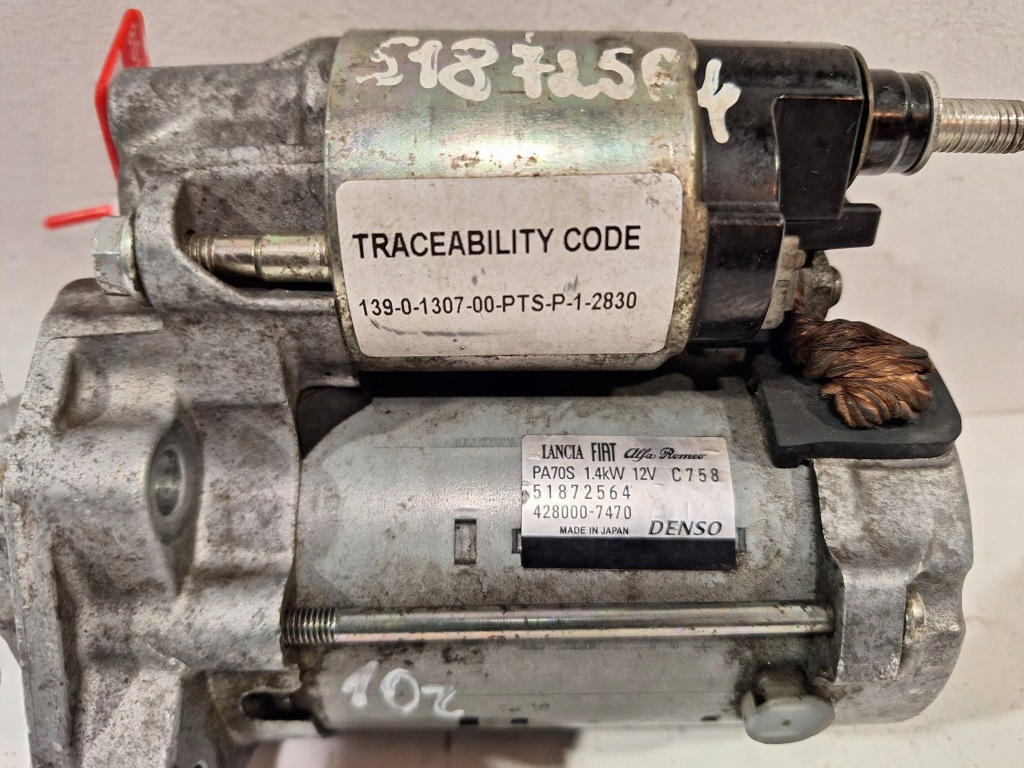 51872564
TRACEABILITY CODE
139-0-1307-00-PTS-P-1-2830
LANCIA FIAT Alfa Romeo
PA70S 1.4kW 12V C758
51872564
428000-7470
MADE IN JAPAN DENSO